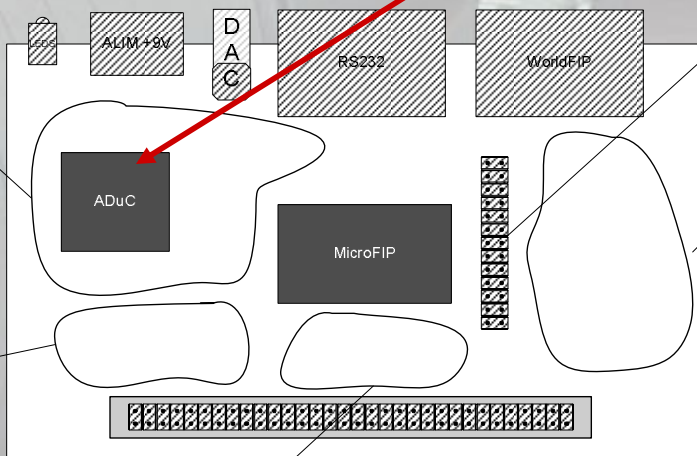 LEDS
ALIM +9V
D
A
C
RS232
WorldFIP
ADuC
MicroFIP